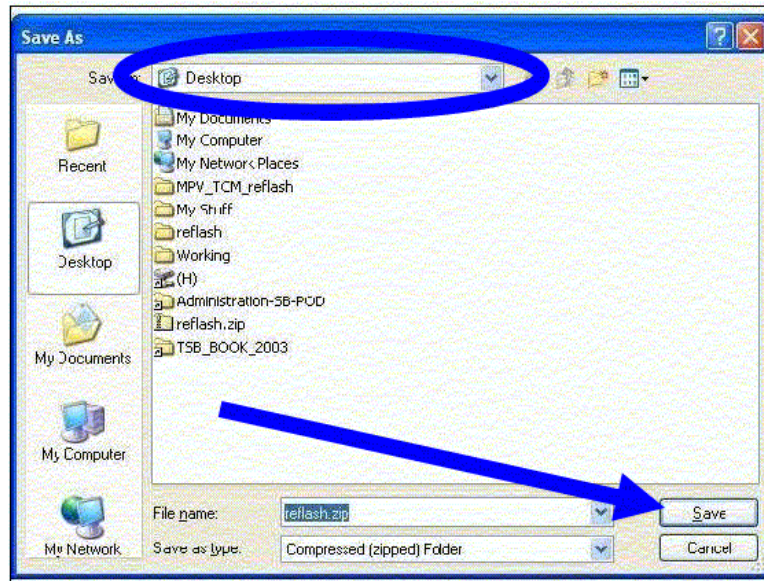 Save As
Save in: Desktop
My Documents
My Computer
My Network Places
MPV_TCM_reflash
My Stuff
reflash
Working
(H)
Administration-SB-POD
reflash.zip
TSB_BOOK_2003
Recent
Desktop
My Documents
My Computer
My Network
File name: reflash.zip Save
Save as type: Compressed (zipped) Folder Cancel